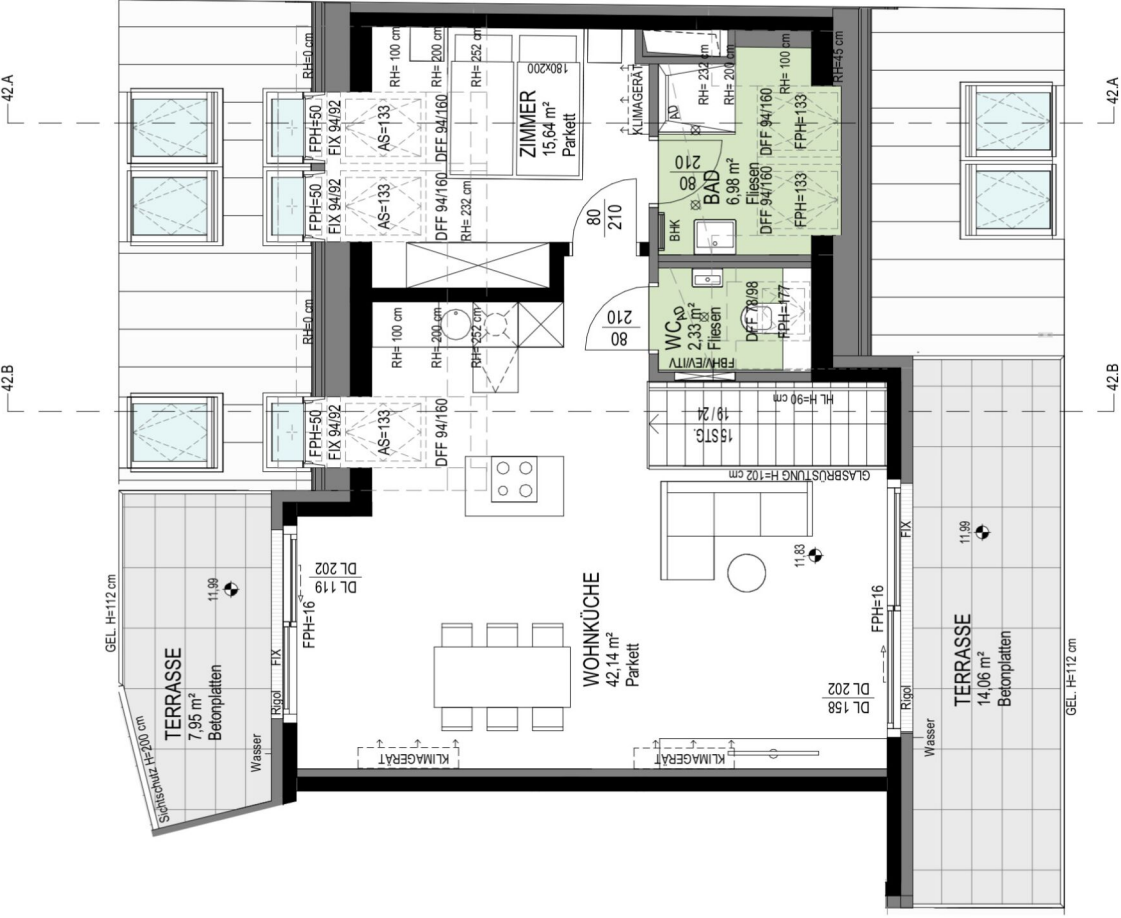 42.A
42.A
42.B
42.B
RH=0 cm
RH= 100 cm
RH= 200 cm
RH= 252 cm
180x200
ZIMMER
15,64 m²
Parkett
KLIMAGERÄT
AD
RH= 232 cm
RH= 200 cm
RH= 100 cm
RH=45 cm
FPH=50
FIX 94/92
AS=133
DFF 94/160
FPH=50
FIX 94/92
AS=133
DFF 94/160
RH= 232 cm
80
210
80
210
BAD
6,98 m²
Fliesen
DFF 94/160
FPH=133
DFF 94/160
FPH=133
BHK
RH=0 cm
RH= 100 cm
RH= 200 cm
RH= 252 cm
80
210
WC
AD
2,33 m²
Fliesen
DFF 78/98
FPH=177
FBHV/EV/ITV
FPH=50
FIX 94/92
AS=133
DFF 94/160
15STG.
19 / 24
HL H=90 cm
GLASBRÜSTUNG H=102 cm
GEL. H=112 cm
TERRASSE
7,95 m²
Betonplatten
11,99
Sichtschutz H=200 cm
Wasser
Rigol
FIX
FPH=16
DL 119
DL 202
WOHNKÜCHE
42,14 m²
Parkett
11,83
KLIMAGERÄT
KLIMAGERÄT
DL 158
DL 202
FPH=16
FIX
Rigol
Wasser
TERRASSE
14,06 m²
Betonplatten
11,99
GEL. H=112 cm